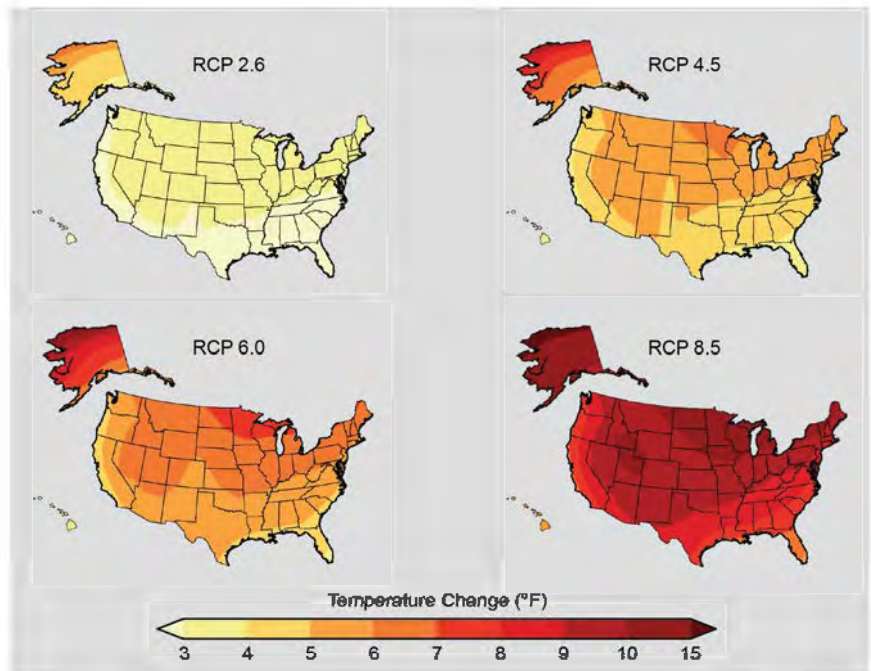 RCP 2.6
RCP 4.5
RCP 6.0
RCP 8.5
Temperature Change (°F)
3 4 5 6 7 8 9 10 15